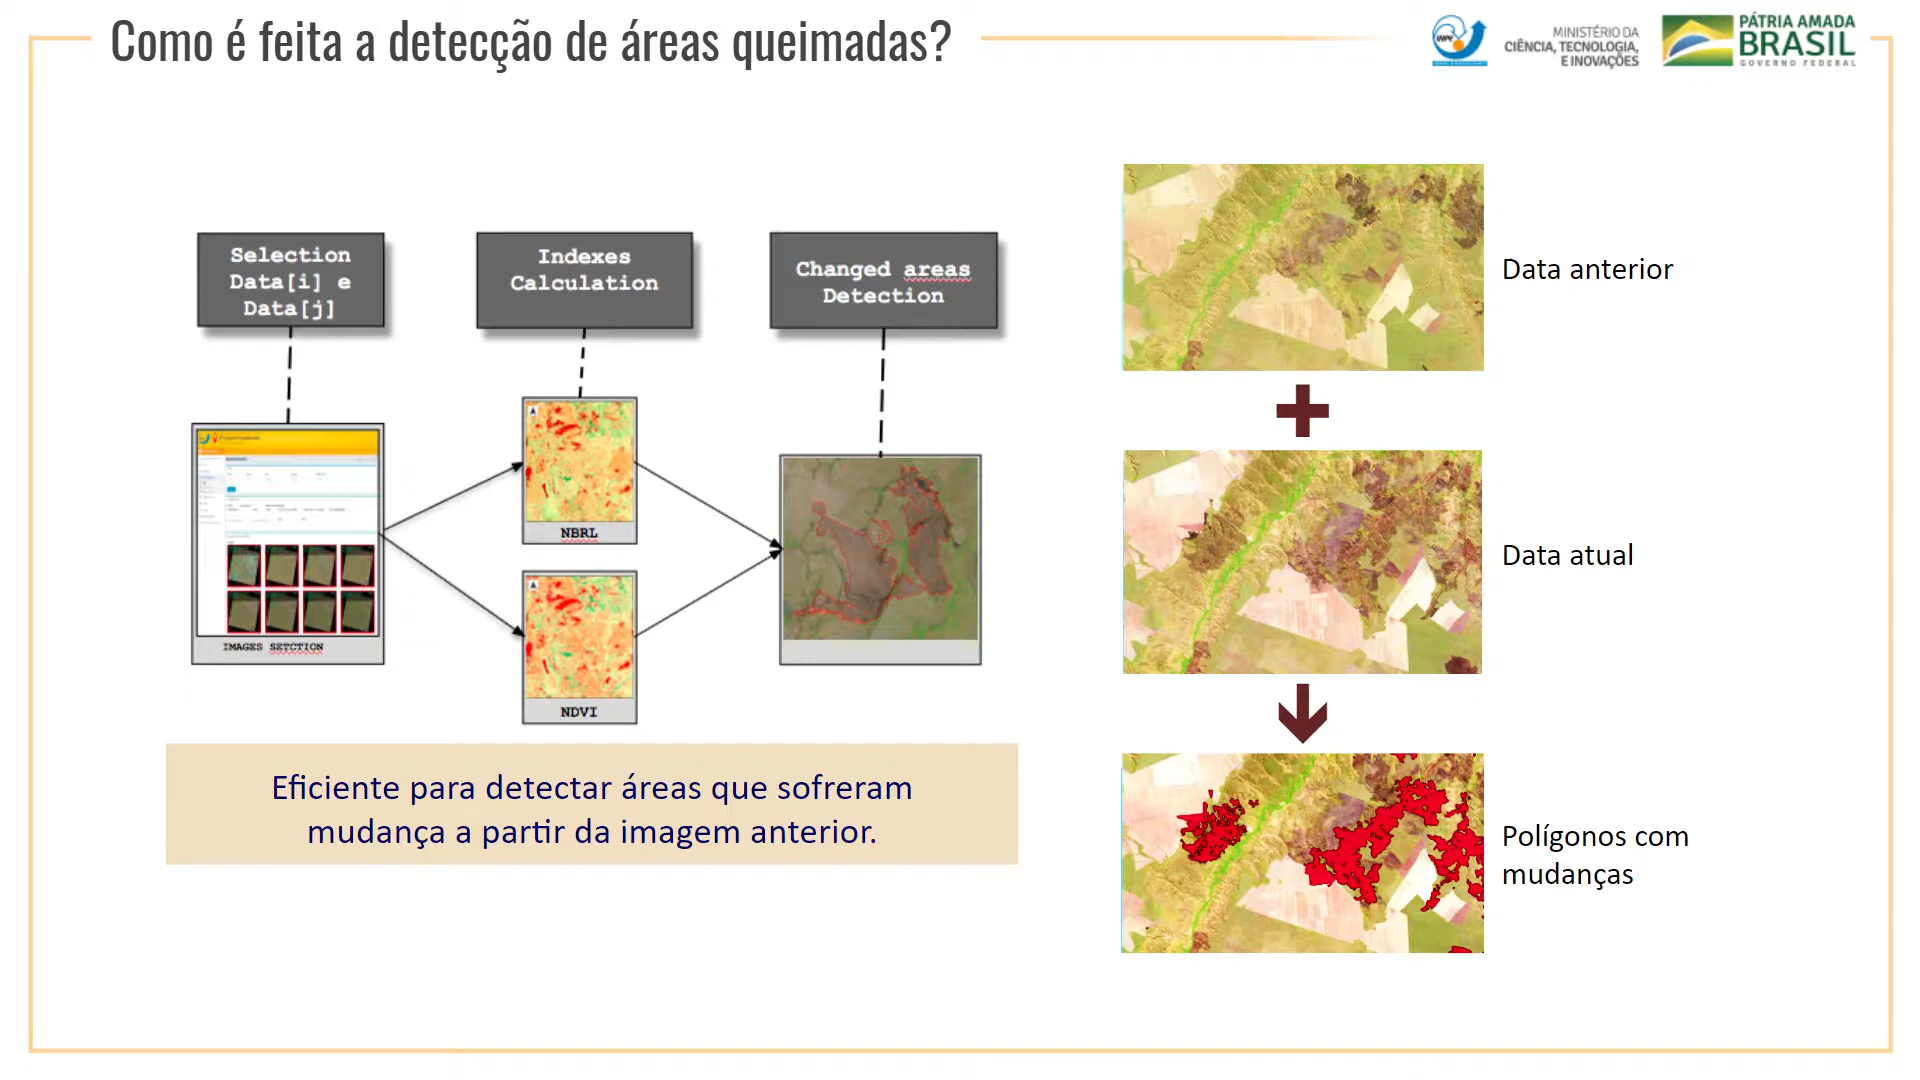 Como é feita a detecção de áreas queimadas?
INPE
MINISTÉRIO DA
CIÊNCIA, TECNOLOGIA,
E INOVAÇÕES
PÁTRIA AMADA
BRASIL
GOVERNO FEDERAL
Selection
Data[i] e
Data[j]
Indexes
Calculation
Changed areas
Detection
IMAGES SETCTION
NBRL
NDVI
Eficiente para detectar áreas que sofreram
mudança a partir da imagem anterior.
Data anterior
Data atual
Polígonos com
mudanças